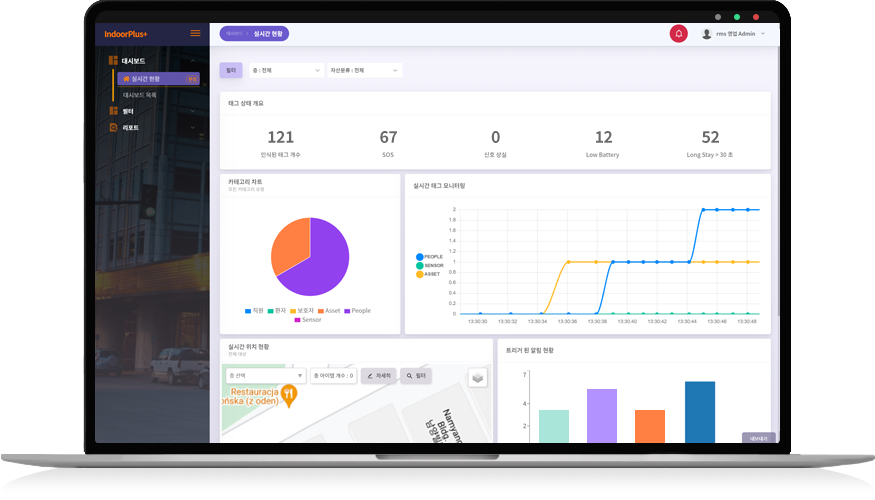 IndoorPlus+
대시보드 > 실시간 현황
rms 영업 Admin
대시보드
실시간 현황
대시보드 목록
필터
리포트
필터
층 : 전체
자산분류 : 전체
태그 상태 개요
121
67
0
12
52
인식된 태그 개수
SOS
신호 상실
Low Battery
Long Stay > 30 초
카테고리 차트
모든 카테고리 유형
직원
환자
보호자
Asset
People
Sensor
실시간 태그 모니터링
PEOPLE
SENSOR
ASSET
2
1.8
1.6
1.4
1.2
1
0.8
0.6
0.4
0.2
0
13:30:30
13:30:32
13:30:34
13:30:36
13:30:38
13:30:40
13:30:42
13:30:44
13:30:46
13:30:48
실시간 위치 현황
전체 대상
층 선택
총 아이템 개수 : 0
자세히
필터
Restauracja
ońska (z oden)
Namyang
Bldg.
남양빌
트리거 된 알림 현황
7
4
2
내보내기